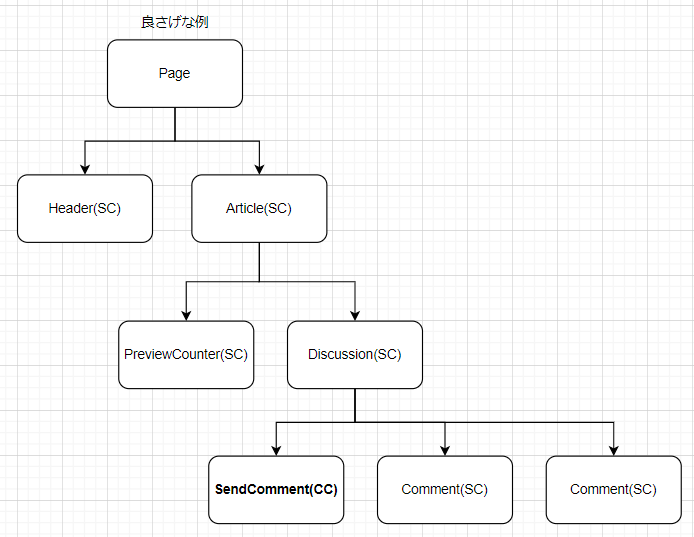 良さげな例
Page
Header(SC)
Article(SC)
PreviewCounter(SC)
Discussion(SC)
SendComment(CC)
Comment(SC)
Comment(SC)